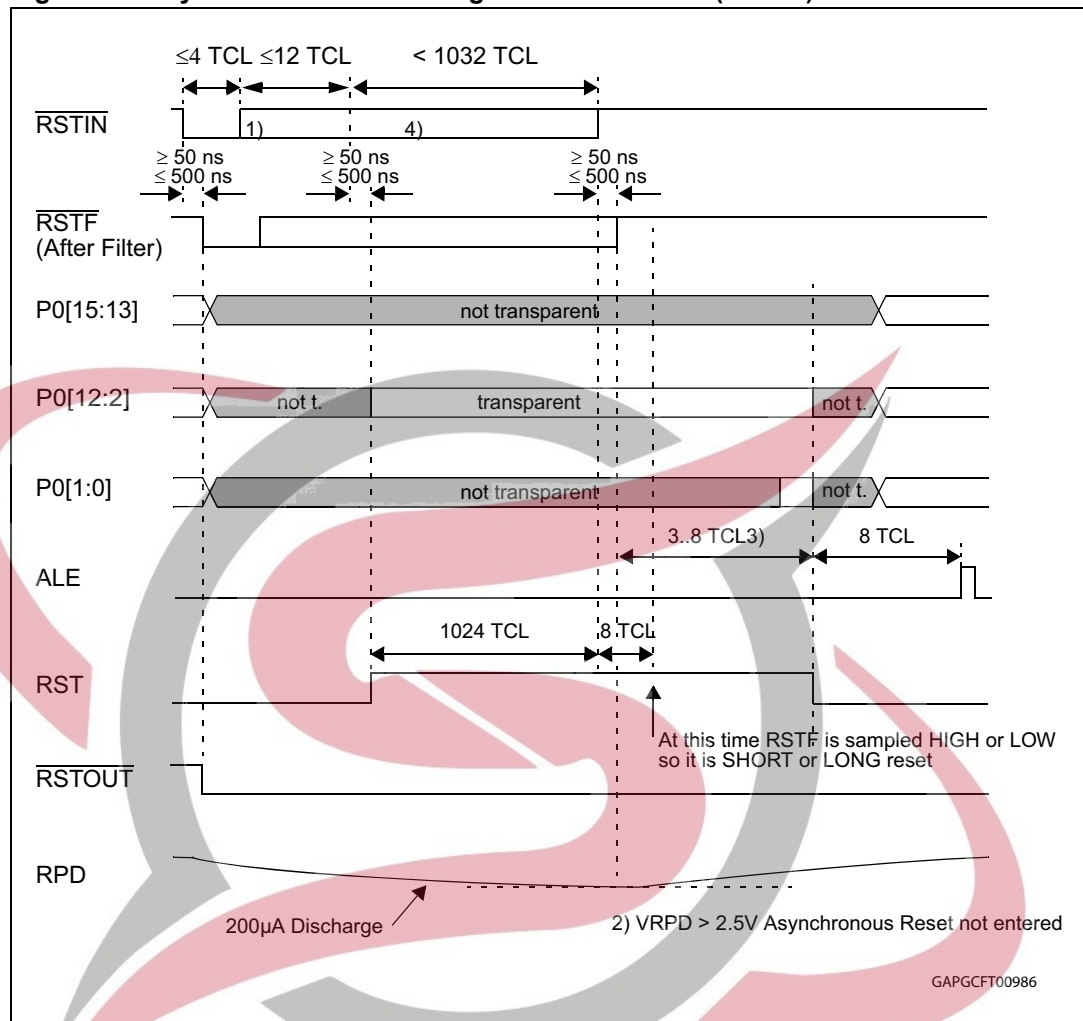 ≤4 TCL ≤12 TCL < 1032 TCL
RSTIN
1) 4)
≥ 50 ns ≥ 50 ns ≥ 50 ns
≤ 500 ns ≤ 500 ns ≤ 500 ns
RSTF
(After Filter)
P0[15:13] not transparent
P0[12:2] not t. transparent not t.
P0[1:0] not transparent not t.
3..8 TCL3) 8 TCL
ALE
1024 TCL 8 TCL
RST
At this time RSTF is sampled HIGH or LOW
so it is SHORT or LONG reset
RSTOUT
RPD
200µA Discharge
2) VRPD > 2.5V Asynchronous Reset not entered
GAPGCFT00986